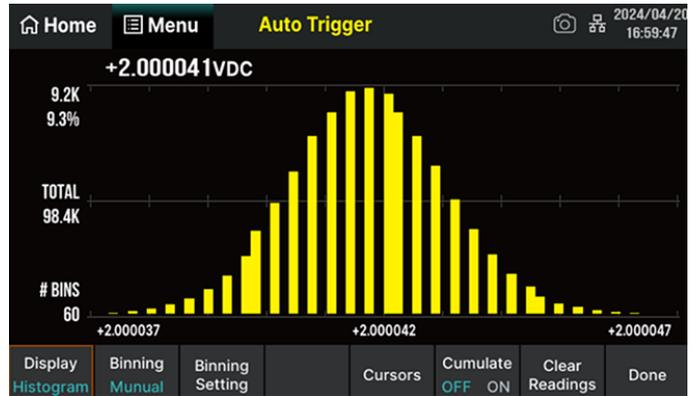 Home Menu Auto Trigger 2024/04/20
16:59:47
+2.000041VDC
9.2K
9.3%
TOTAL
98.4K
# BINS
60
+2.000037 +2.000042 +2.000047
Display Binning Binning Cursors Cumulate Clear Done
Histogram Manual Setting OFF ON Readings